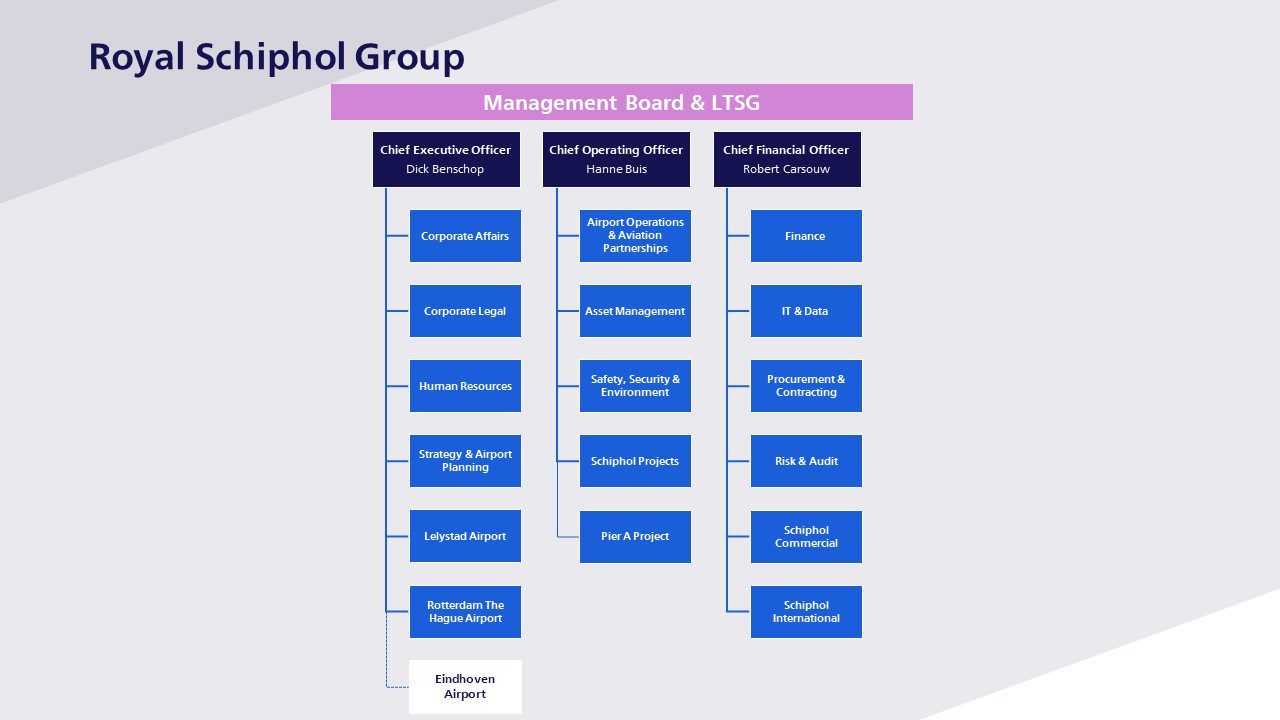 Royal Schiphol Group
Management Board & LTSG
Chief Executive Officer
Dick Benschop
Corporate Affairs
Corporate Legal
Human Resources
Strategy & Airport
Planning
Lelystad Airport
Rotterdam The
Hague Airport
Eindhoven
Airport
Chief Operating Officer
Hanne Buis
Airport Operations
& Aviation
Partnerships
Asset Management
Safety, Security &
Environment
Schiphol Projects
Pier A Project
Chief Financial Officer
Robert Carsouw
Finance
IT & Data
Procurement &
Contracting
Risk & Audit
Schiphol
Commercial
Schiphol
International